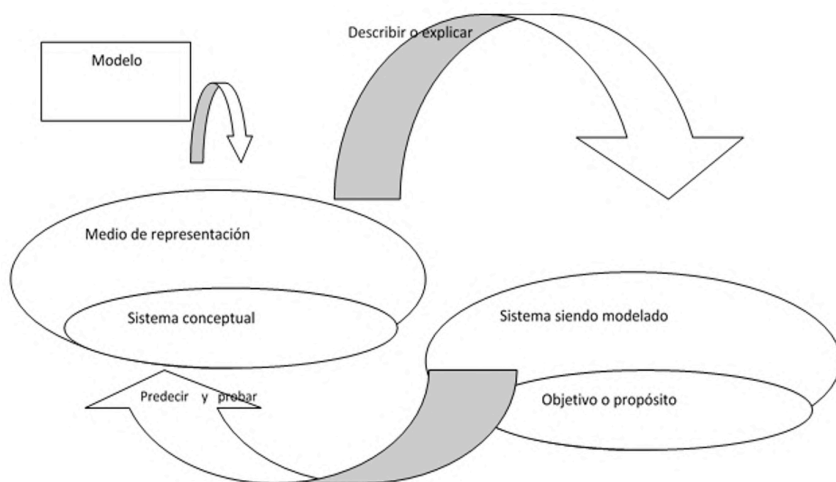 Describir o explicar
Modelo
Medio de representación
Sistema conceptual
Sistema siendo modelado
Predecir y probar
Objetivo o propósito